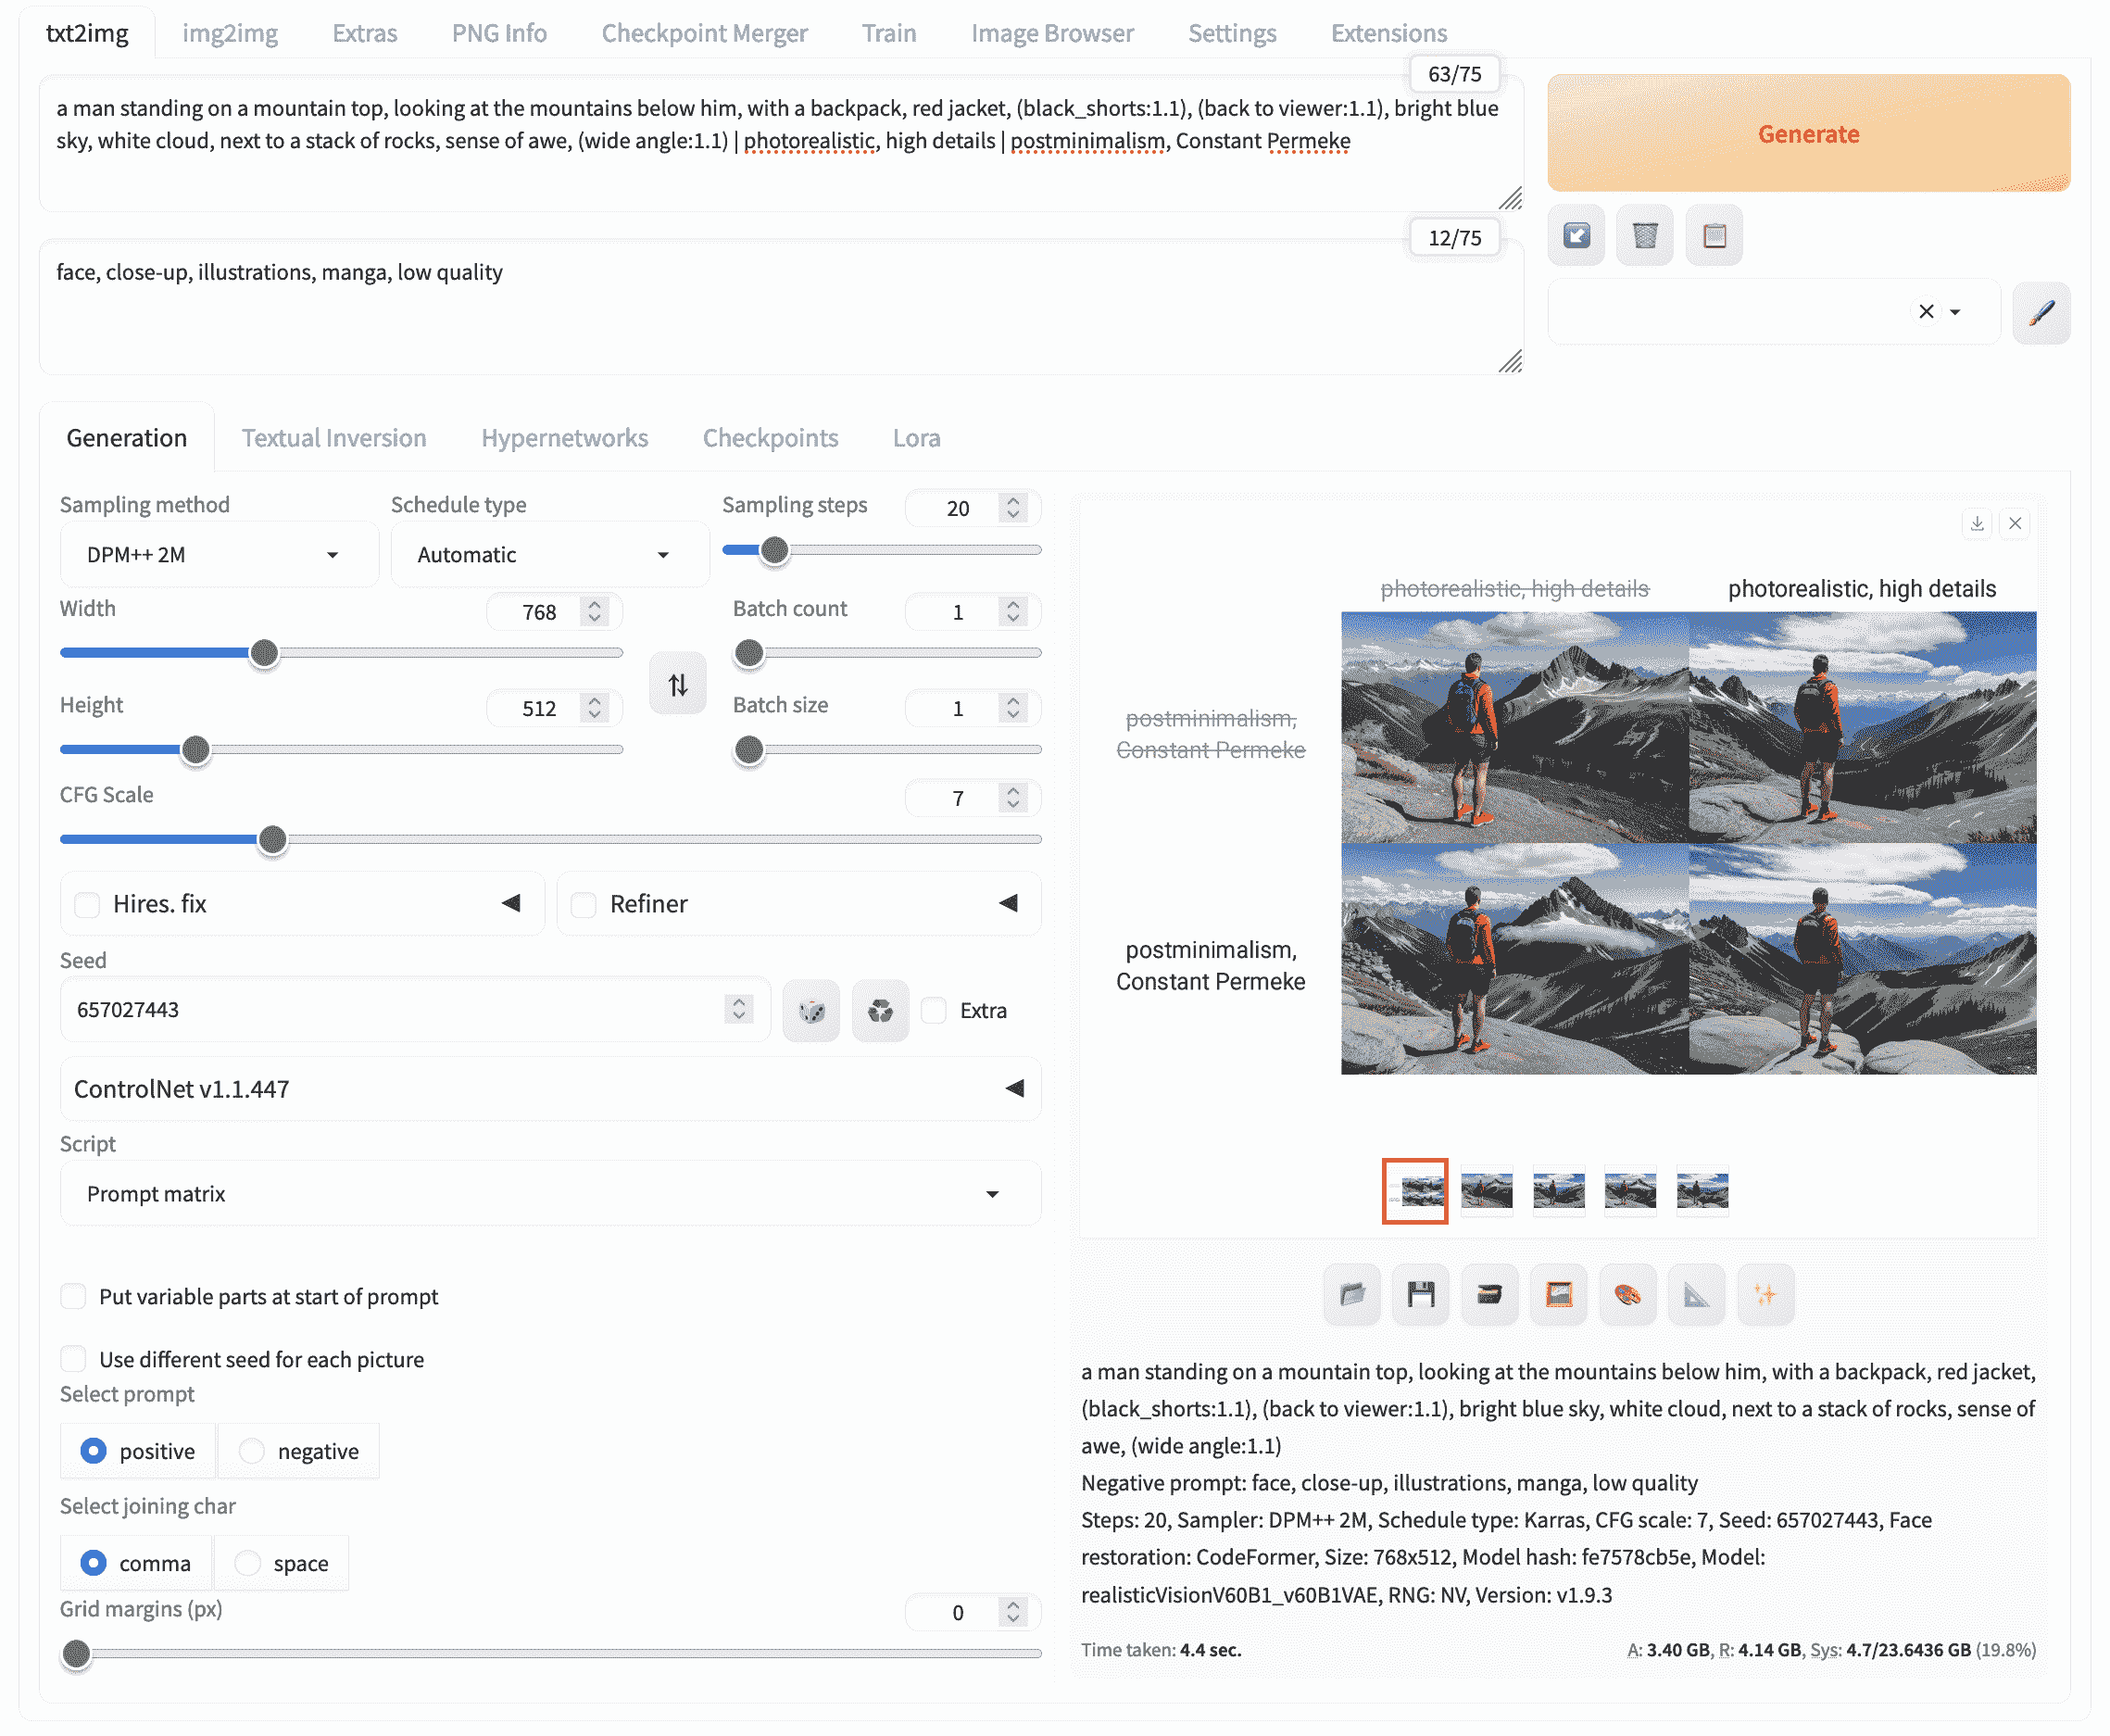 txt2img img2img Extras PNG Info Checkpoint Merger Train Image Browser Settings Extensions
63/75
a man standing on a mountain top, looking at the mountains below him, with a backpack, red jacket, (black_shorts:1.1), (back to viewer:1.1), bright blue
sky, white cloud, next to a stack of rocks, sense of awe, (wide angle:1.1) | photorealistic, high details | postminimalism, Constant Permeke
Generate
12/75
face, close-up, illustrations, manga, low quality
Generation Textual Inversion Hypernetworks Checkpoints Lora
Sampling method
DPM++ 2M
Schedule type
Automatic
Sampling steps 20
Width 768
Batch count 1
Height 512
Batch size 1
CFG Scale 7
Hires. fix
Refiner
Seed
657027443
Extra
ControlNet v1.1.447
Script
Prompt matrix
Put variable parts at start of prompt
Use different seed for each picture
Select prompt
positive negative
Select joining char
comma space
Grid margins (px) 0
photorealistic, high details photorealistic, high details
postminimalism,
Constant Permeke
postminimalism,
Constant Permeke
a man standing on a mountain top, looking at the mountains below him, with a backpack, red jacket,
(black_shorts:1.1), (back to viewer:1.1), bright blue sky, white cloud, next to a stack of rocks, sense of
awe, (wide angle:1.1)
Negative prompt: face, close-up, illustrations, manga, low quality
Steps: 20, Sampler: DPM++ 2M, Schedule type: Karras, CFG scale: 7, Seed: 657027443, Face
restoration: CodeFormer, Size: 768x512, Model hash: fe7578cb5e, Model:
realisticVisionV60B1_v60B1VAE, RNG: NV, Version: v1.9.3
Time taken: 4.4 sec.
A: 3.40 GB, R: 4.14 GB, Sys: 4.7/23.6436 GB (19.8%)